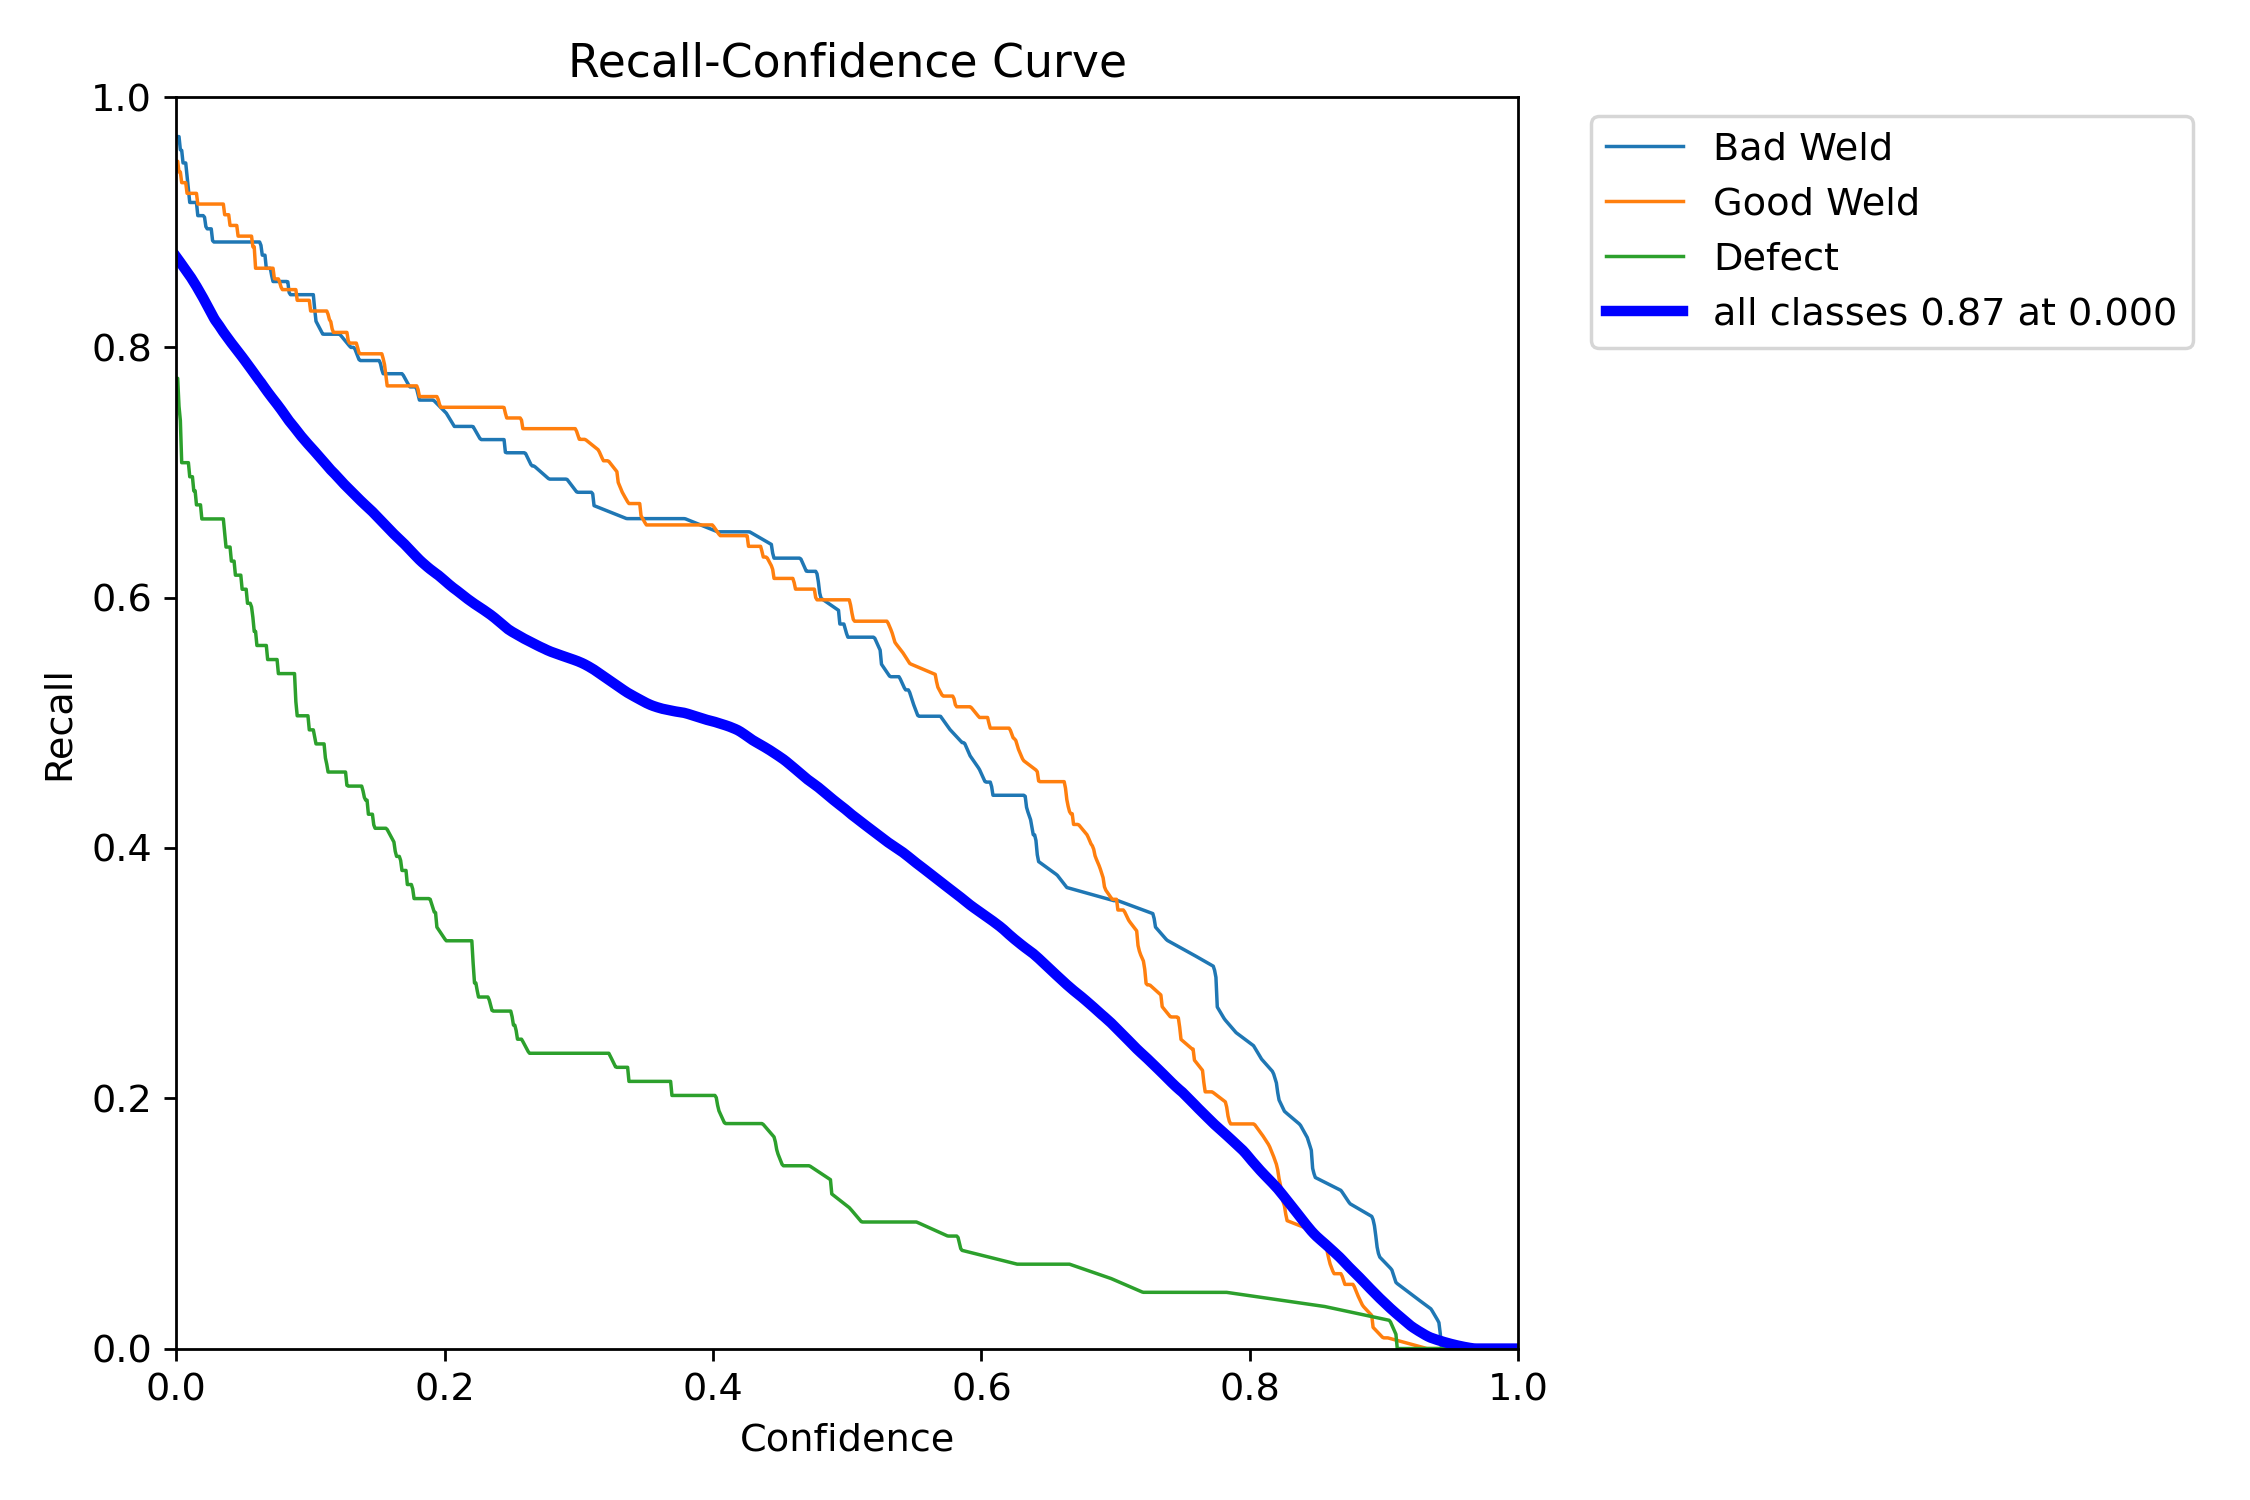 Recall-Confidence Curve
1.0
0.8
0.6
0.4
0.2
0.0
Recall
0.0 0.2 0.4 0.6 0.8 1.0
Confidence
Bad Weld
Good Weld
Defect
all classes 0.87 at 0.000